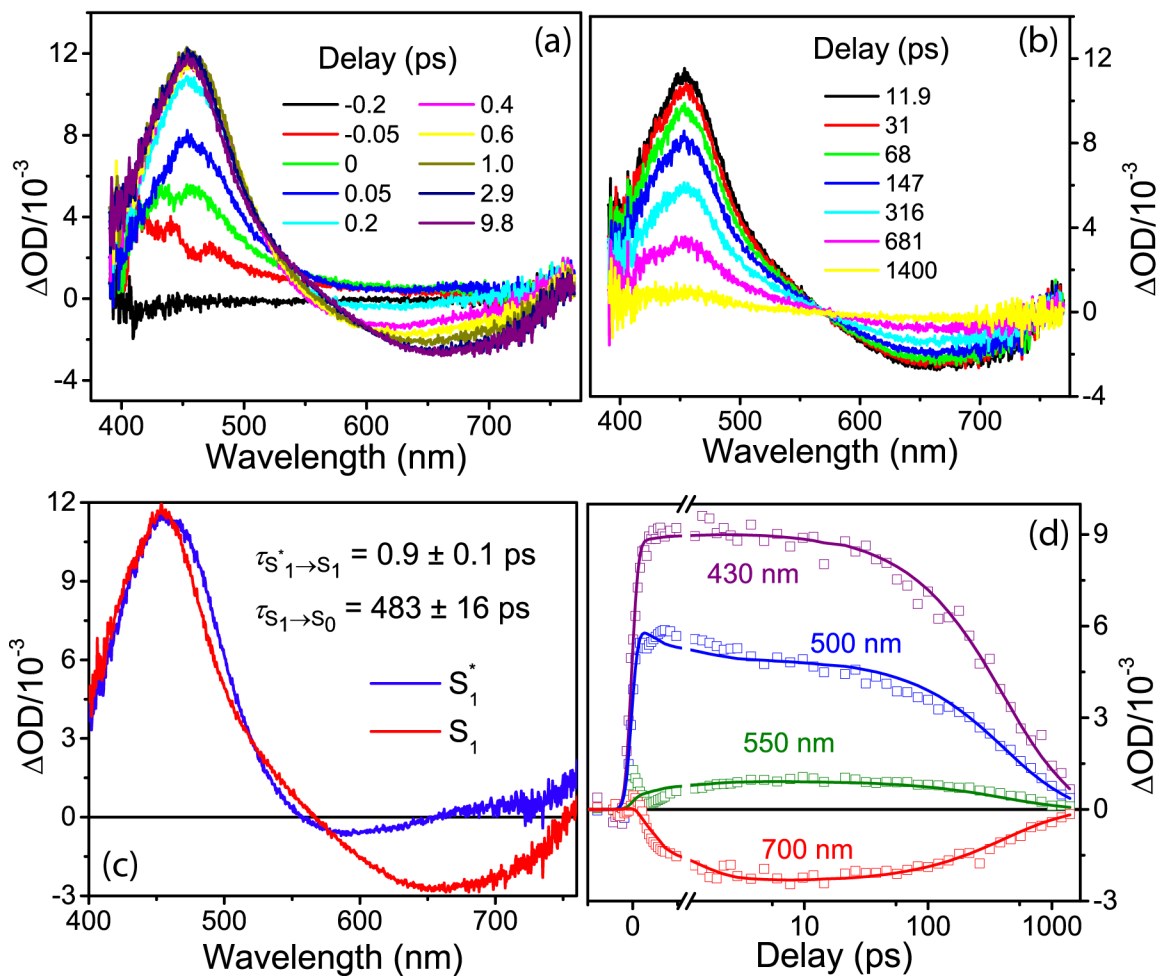 (a)
Delay (ps)
-0.2 0.4
-0.05 0.6
0 1.0
0.05 2.9
0.2 9.8
12
8
4
0
-4
ΔOD/10⁻³
400 500 600 700
Wavelength (nm)
(b)
Delay (ps)
11.9
31
68
147
316
681
1400
12
8
4
0
-4
ΔOD/10⁻³
400 500 600 700
Wavelength (nm)
12
9
6
3
0
-3
ΔOD/10⁻³
τS*₁→S₁ = 0.9 ± 0.1 ps
τS₁→S₀ = 483 ± 16 ps
S*₁
S₁
(c)
400 500 600 700
Wavelength (nm)
(d)
430 nm
500 nm
550 nm
700 nm
9
6
3
0
-3
ΔOD/10⁻³
0 10 100 1000
Delay (ps)